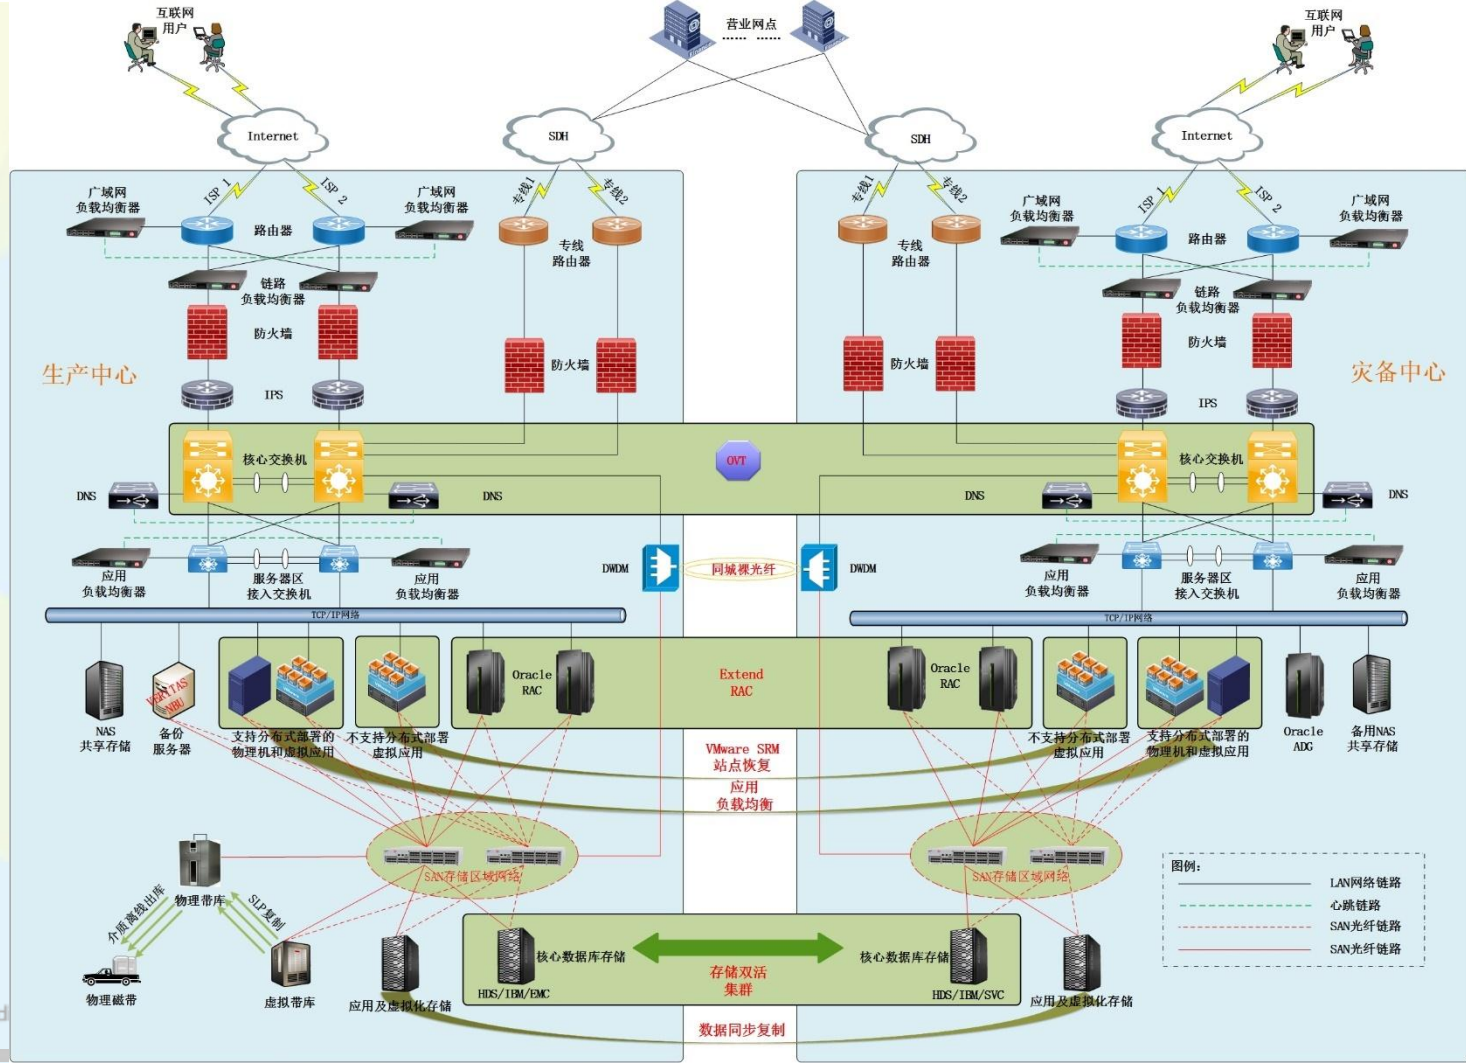 互联网
用户
营业网点
互联网
用户
Internet
SDH
SDH
Internet
ISP 1
ISP 2
专线1
专线2
专线1
专线2
ISP 1
ISP 2
广域网
负载均衡器
广域网
负载均衡器
路由器
专线
路由器
专线
路由器
广域网
负载均衡器
广域网
负载均衡器
路由器
链路
负载均衡器
链路
负载均衡器
防火墙
防火墙
防火墙
防火墙
生产中心
灾备中心
IPS
IPS
核心交换机
OVT
核心交换机
DNS
DNS
DNS
DNS
应用
负载均衡器
服务器区
接入交换机
应用
负载均衡器
DWDM
同城裸光纤
DWDM
应用
负载均衡器
服务器区
接入交换机
应用
负载均衡器
TCP/IP网络
TCP/IP网络
NAS
共享存储
VERITAS
NBU
备份
服务器
支持分布式部署的
物理机和虚拟应用
不支持分布式部署
虚拟应用
Oracle
RAC
Extend
RAC
Oracle
RAC
不支持分布式部署
虚拟应用
支持分布式部署的
物理机和虚拟应用
Oracle
ADG
备用NAS
共享存储
VMware SRM
站点恢复
应用
负载均衡
SAN存储区域网络
SAN存储区域网络
物理带库
介质离线出库
SLP复制
物理磁带
虚拟带库
应用及虚拟化存储
核心数据库存储
HDS/IBM/EMC
存储双活
集群
核心数据库存储
HDS/IBM/SVC
应用及虚拟化存储
数据同步复制
图例：
LAN网络链路
心跳链路
SAN光纤链路
SAN光纤链路